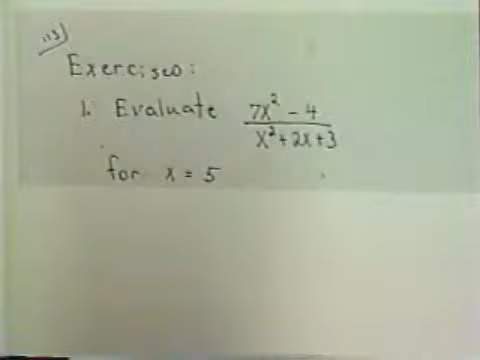 113)
Exercises:
1. Evaluate (7x² - 4)/(x² + 2x + 3)
for x = 5